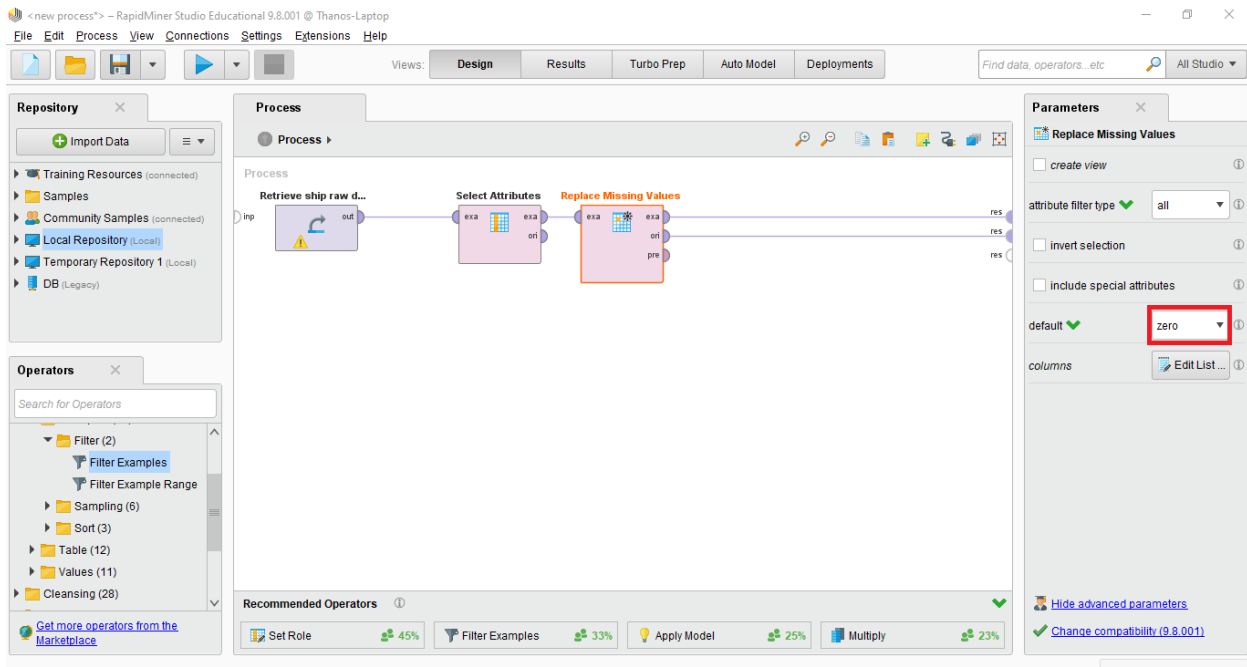 <new process*> – RapidMiner Studio Educational 9.8.001 @ Thanos-Laptop
File Edit Process View Connections Settings Extensions Help
Views: Design Results Turbo Prep Auto Model Deployments Find data, operators...etc All Studio
Repository
Import Data
Training Resources (connected)
Samples
Community Samples (connected)
Local Repository (Local)
Temporary Repository 1 (Local)
DB (Legacy)
Operators
Search for Operators
Filter (2)
Filter Examples
Filter Example Range
Sampling (6)
Sort (3)
Table (12)
Values (11)
Cleansing (28)
Get more operators from the
Marketplace
Process
Process
Process
Retrieve ship raw d... Select Attributes Replace Missing Values
inp out exa exa exa exa res
ori ori res
pre res
Recommended Operators
Set Role 45% Filter Examples 33% Apply Model 25% Multiply 23%
Parameters
Replace Missing Values
create view
attribute filter type all
invert selection
include special attributes
default zero
columns Edit List ...
Hide advanced parameters
Change compatibility (9.8.001)